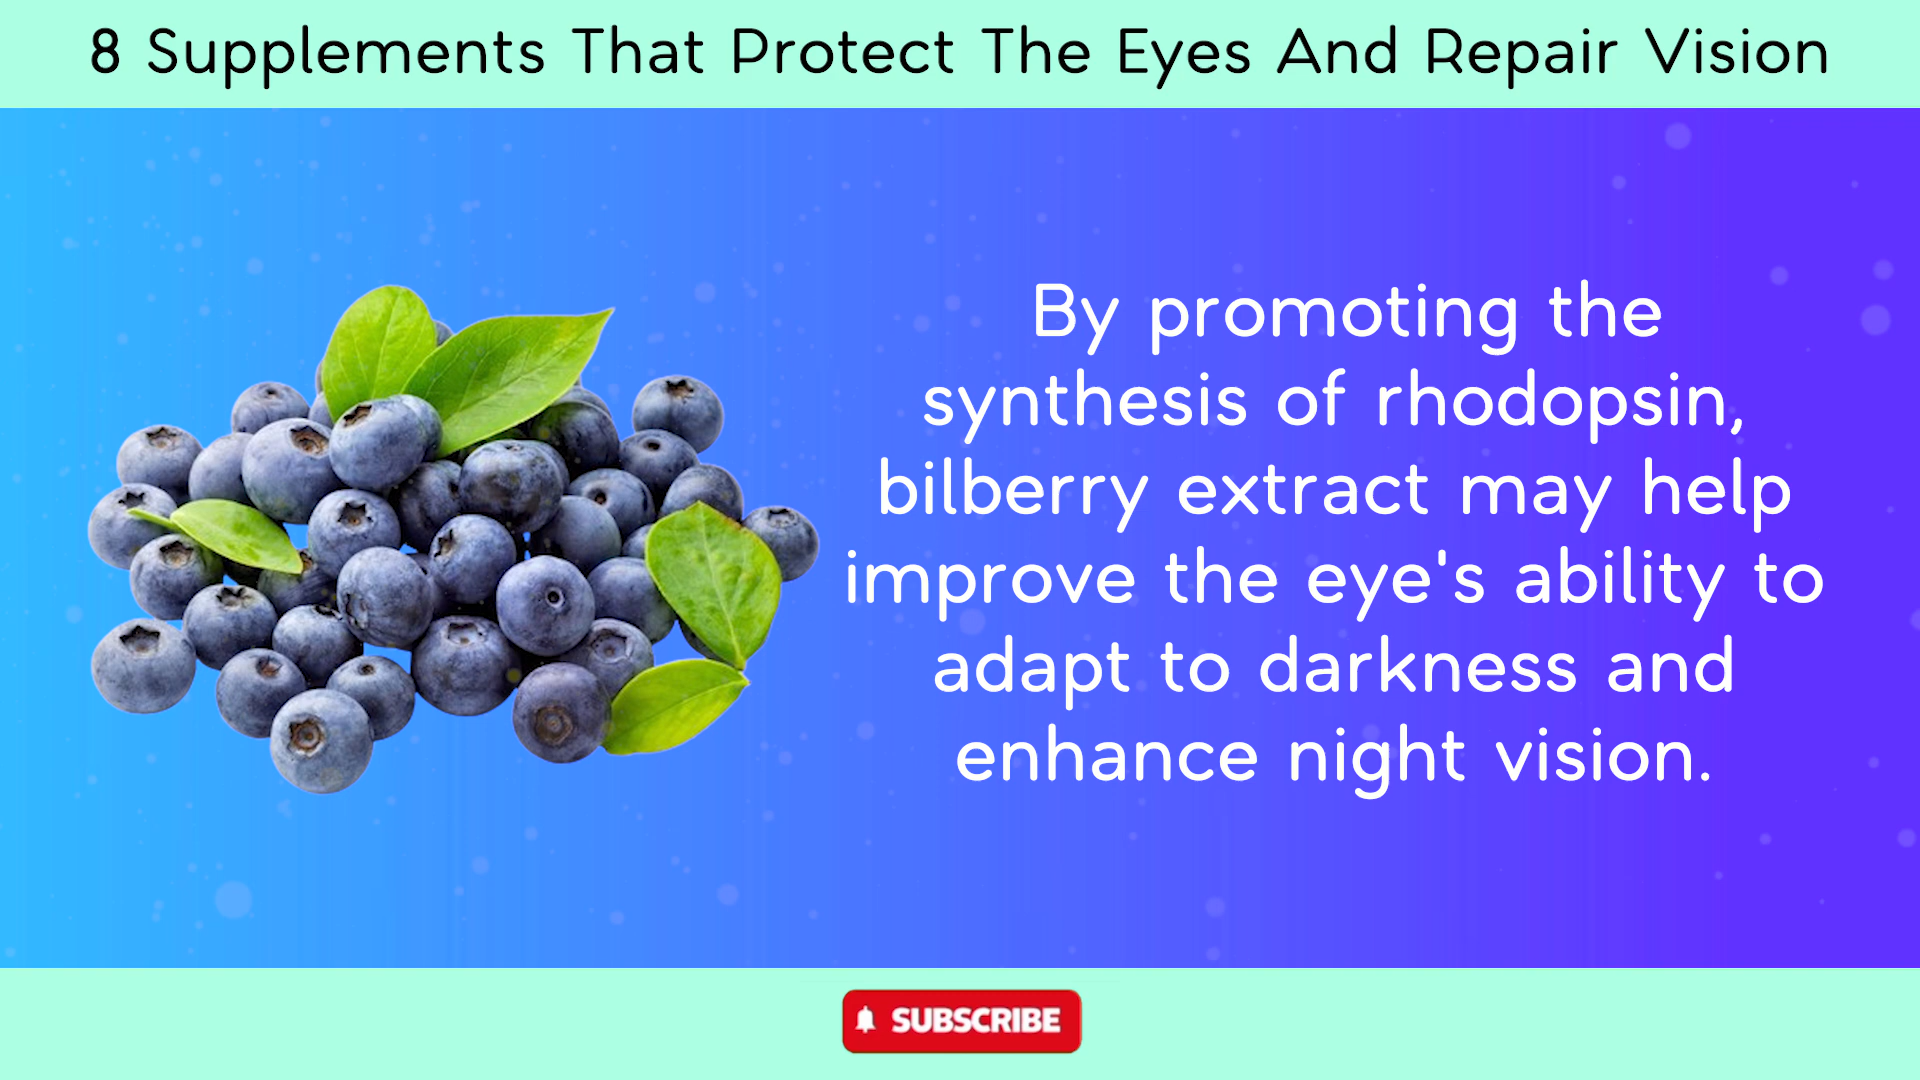 8 Supplements That Protect The Eyes And Repair Vision
By promoting the
synthesis of rhodopsin,
bilberry extract may help
improve the eye's ability to
adapt to darkness and
enhance night vision.
SUBSCRIBE